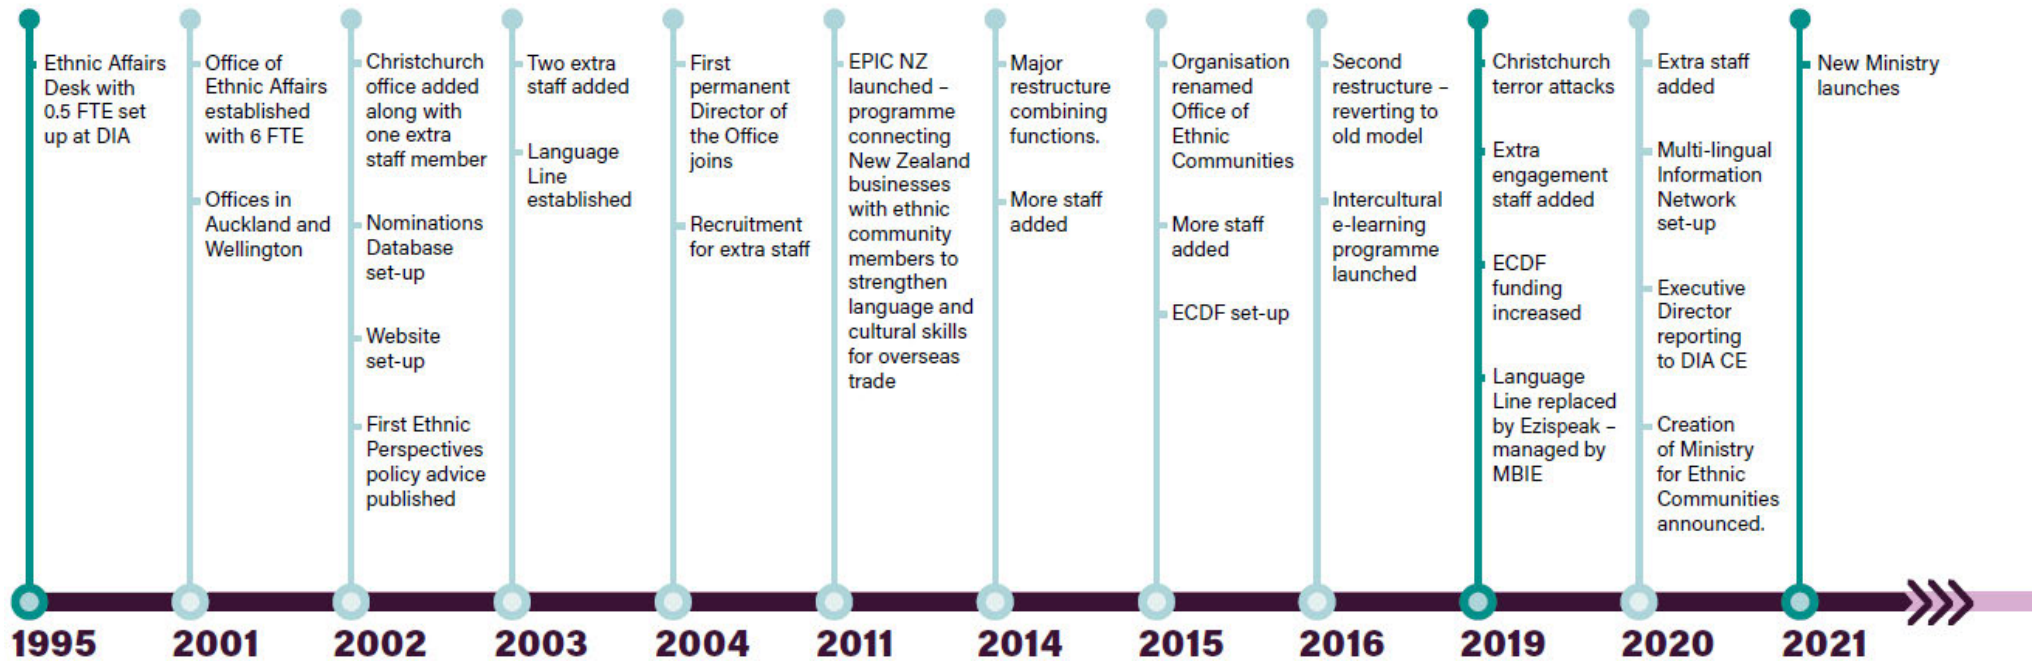 Ethnic Affairs
Desk with
0.5 FTE set
up at DIA
1995
Office of
Ethnic Affairs
established
with 6 FTE
Offices in
Auckland and
Wellington
2001
Christchurch
office added
along with
one extra
staff member
Nominations
Database
set-up
Website
set-up
First Ethnic
Perspectives
policy advice
published
2002
Two extra
staff added
Language
Line
established
2003
First
permanent
Director of
the Office
joins
Recruitment
for extra staff
2004
EPIC NZ
launched –
programme
connecting
New Zealand
businesses
with ethnic
community
members to
strengthen
language and
cultural skills
for overseas
trade
2011
Major
restructure
combining
functions.
More staff
added
2014
Organisation
renamed
Office of
Ethnic
Communities
More staff
added
ECDF set-up
2015
Second
restructure –
reverting to
old model
Intercultural
e-learning
programme
launched
2016
Christchurch
terror attacks
Extra
engagement
staff added
ECDF
funding
increased
Language
Line replaced
by Ezispeak –
managed by
MBIE
2019
Extra staff
added
Multi-lingual
Information
Network
set-up
Executive
Director
reporting
to DIA CE
Creation
of Ministry
for Ethnic
Communities
announced.
2020
New Ministry
launches
2021